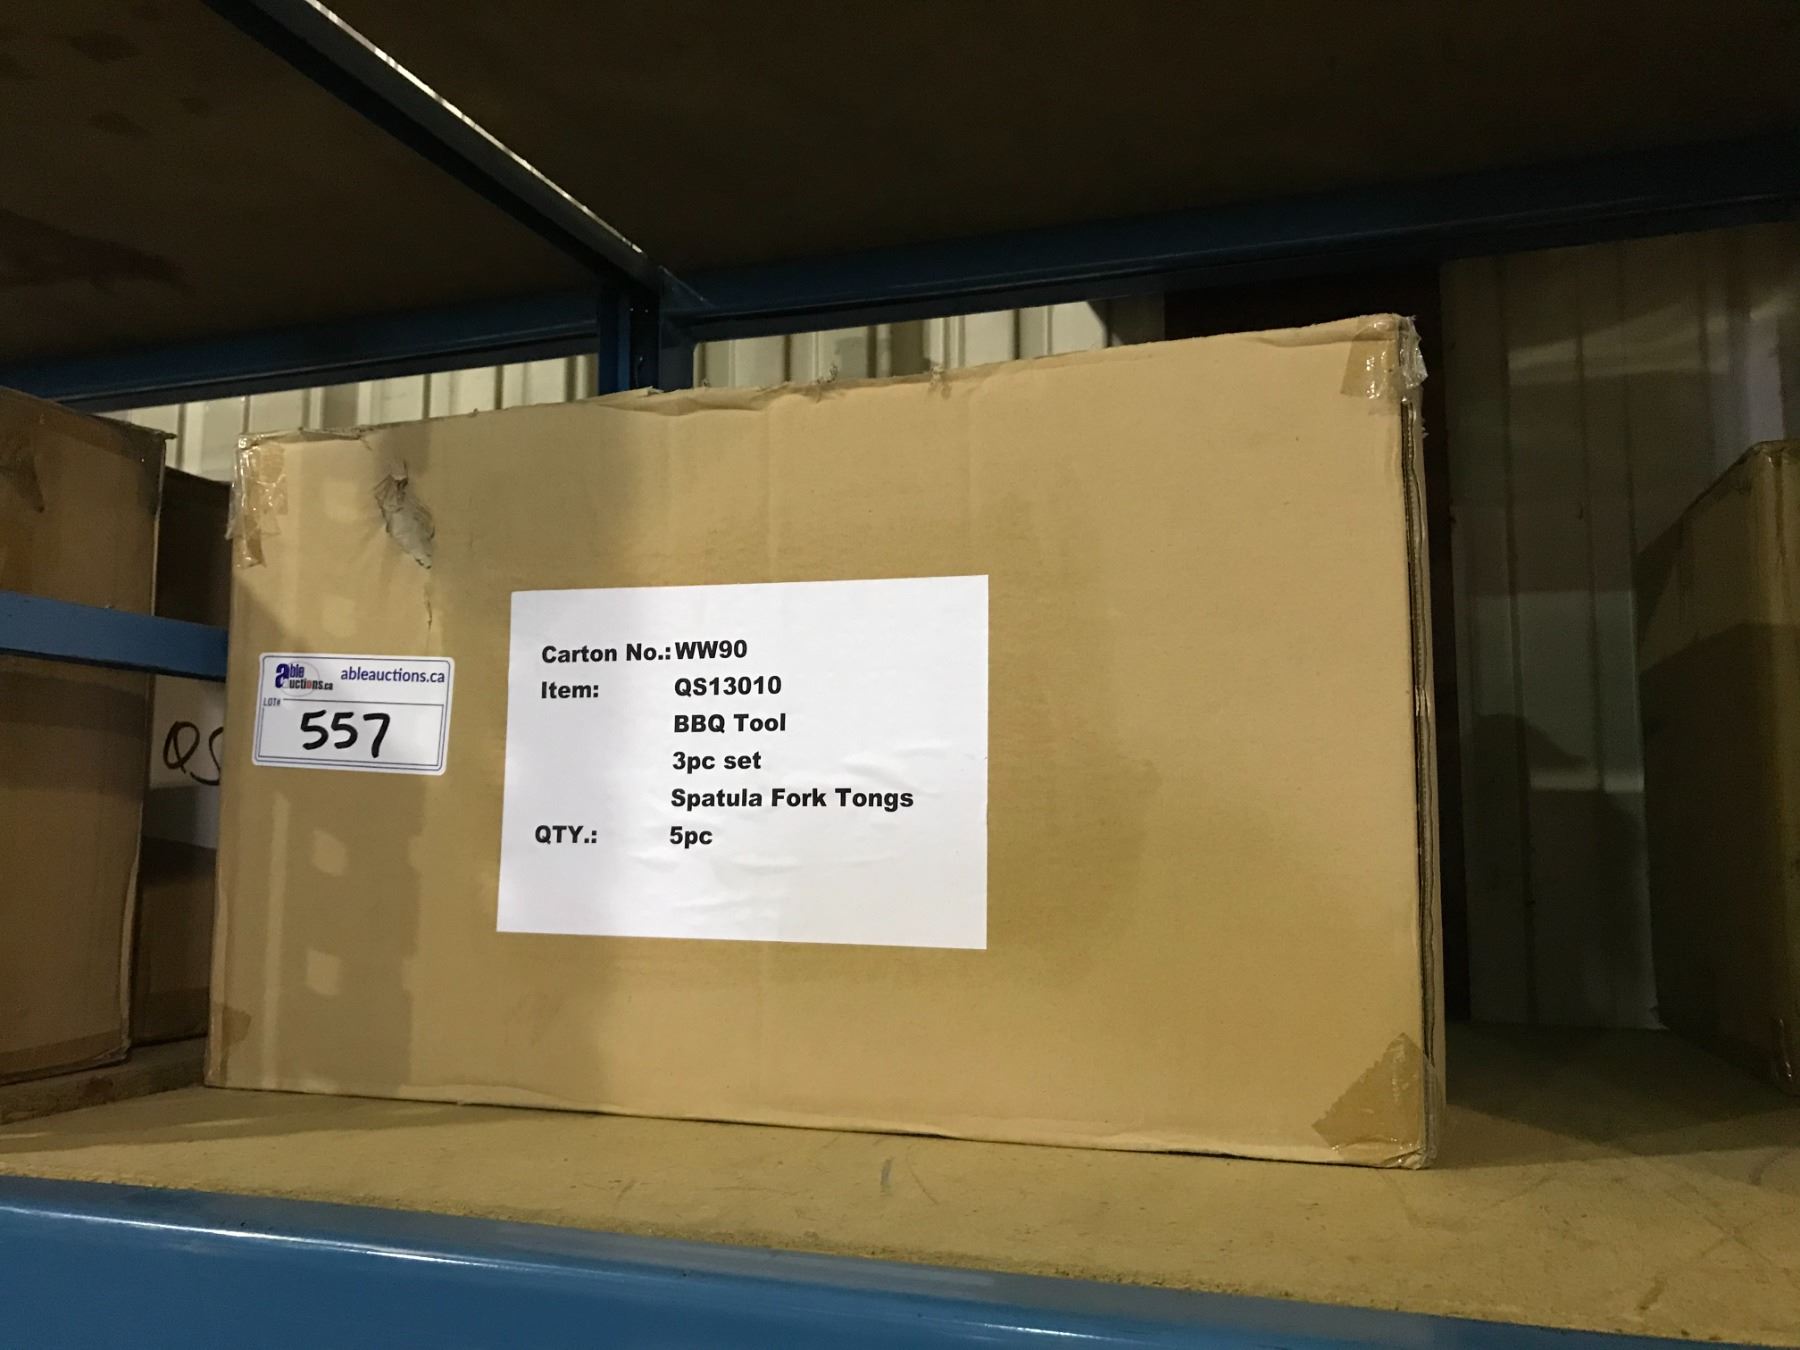 able
auctions.ca
ableauctions.ca
LOT#
557
Carton No.: WW90
Item: QS13010
BBQ Tool
3pc set
Spatula Fork Tongs
QTY.: 5pc
QS